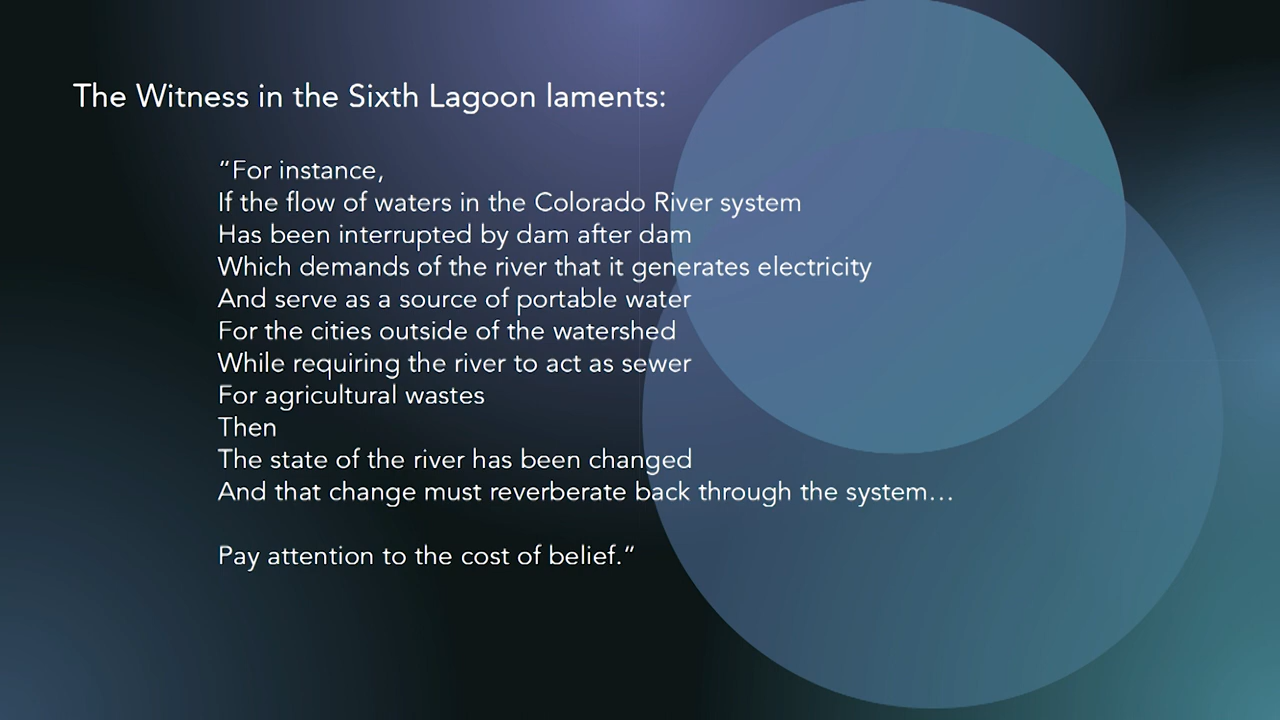 The Witness in the Sixth Lagoon laments:
“For instance,
If the flow of waters in the Colorado River system
Has been interrupted by dam after dam
Which demands of the river that it generates electricity
And serve as a source of portable water
For the cities outside of the watershed
While requiring the river to act as sewer
For agricultural wastes
Then
The state of the river has been changed
And that change must reverberate back through the system…
Pay attention to the cost of belief.”